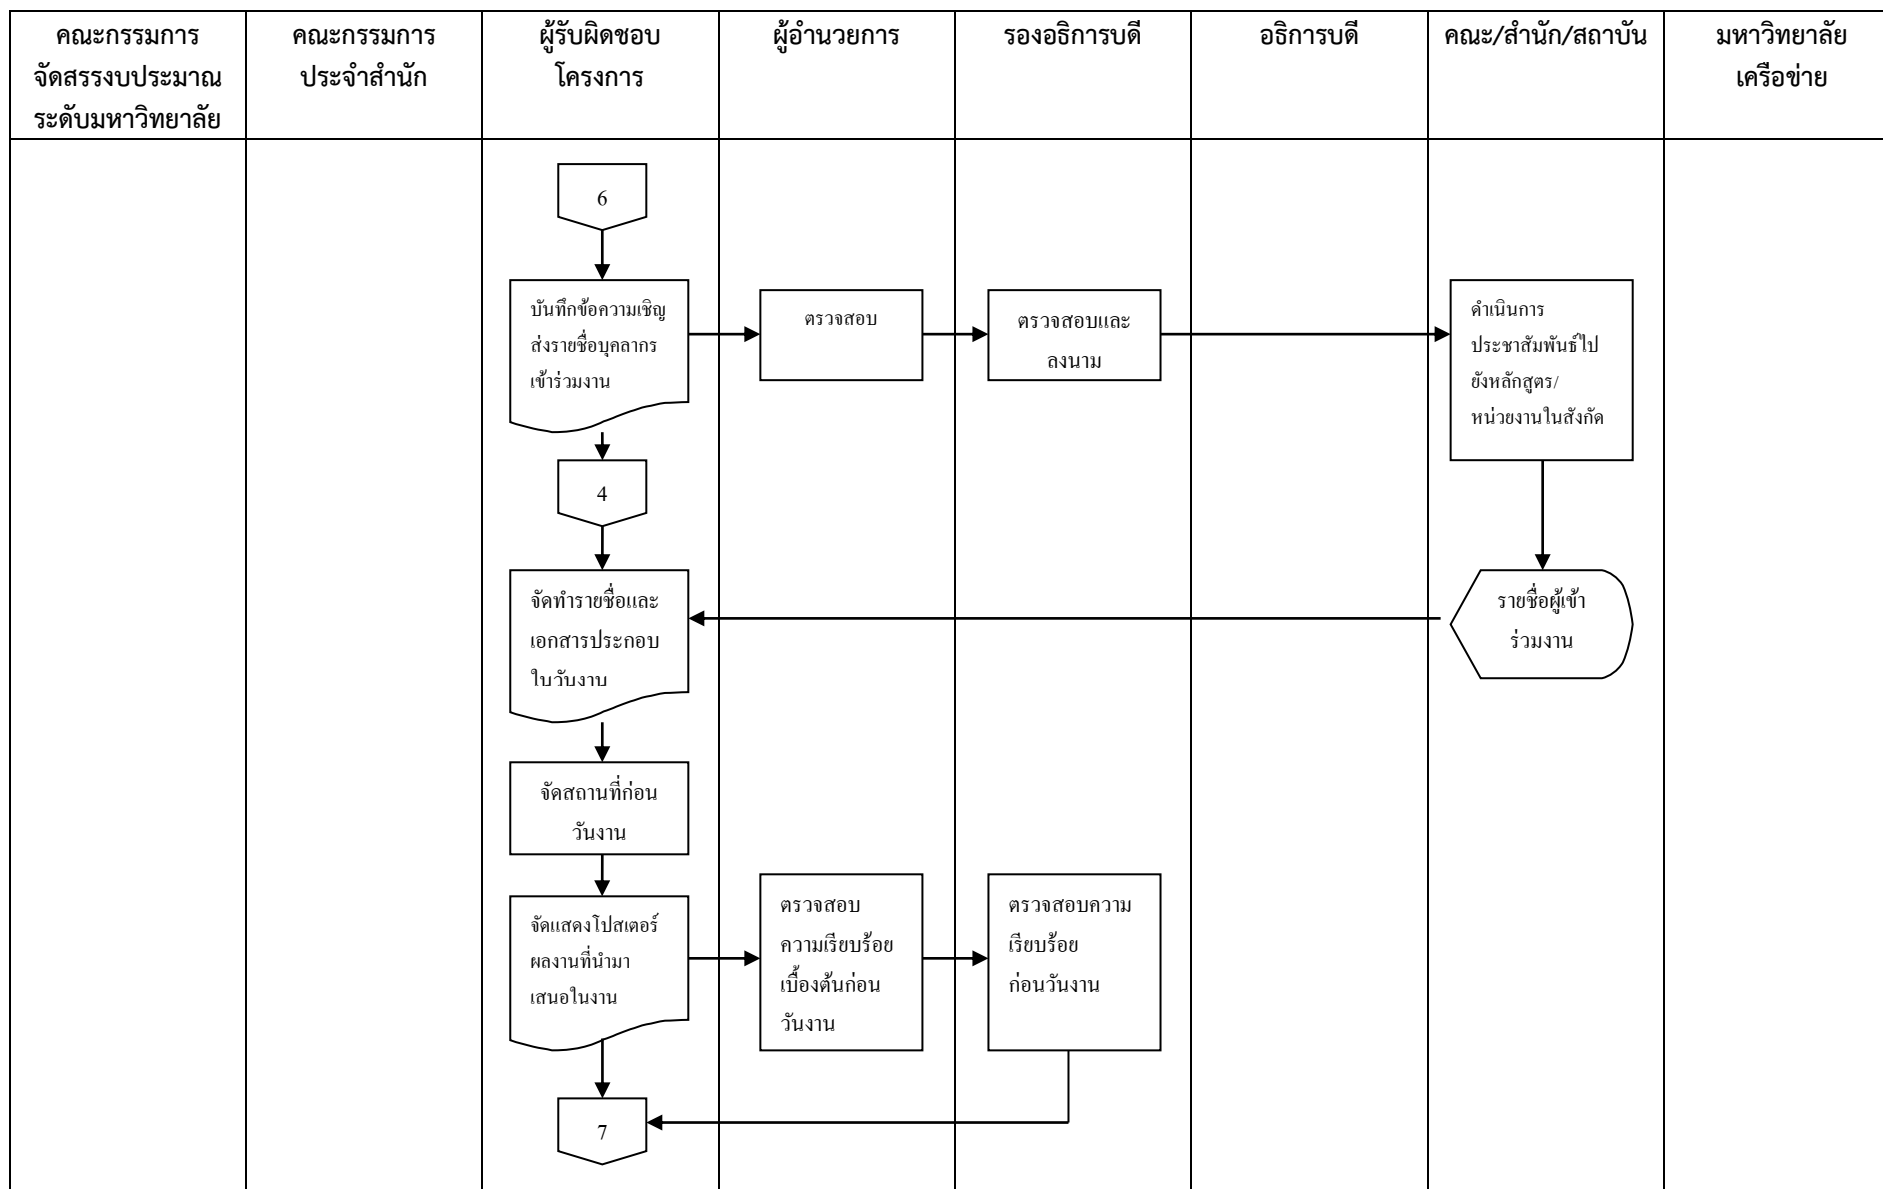 คณะกรรมการ
จัดสรรงบประมาณ
ระดับมหาวิทยาลัย
คณะกรรมการ
ประจำสำนัก
ผู้รับผิดชอบ
โครงการ
ผู้อำนวยการ
รองอธิการบดี
อธิการบดี
คณะ/สำนัก/สถาบัน
มหาวิทยาลัย
เครือข่าย
6
บันทึกข้อความเชิญ
ส่งรายชื่อบุคลากร
เข้าร่วมงาน
ตรวจสอบ
ตรวจสอบและ
ลงนาม
ดำเนินการ
ประชาสัมพันธ์ไป
ยังหลักสูตร/
หน่วยงานในสังกัด
4
จัดทำรายชื่อและ
เอกสารประกอบ
ในวันงาน
รายชื่อผู้เข้า
ร่วมงาน
จัดสถานที่ก่อน
วันงาน
จัดแสดงโปสเตอร์
ผลงานที่นำมา
เสนอในงาน
ตรวจสอบ
ความเรียบร้อย
เบื้องต้นก่อน
วันงาน
ตรวจสอบความ
เรียบร้อย
ก่อนวันงาน
7